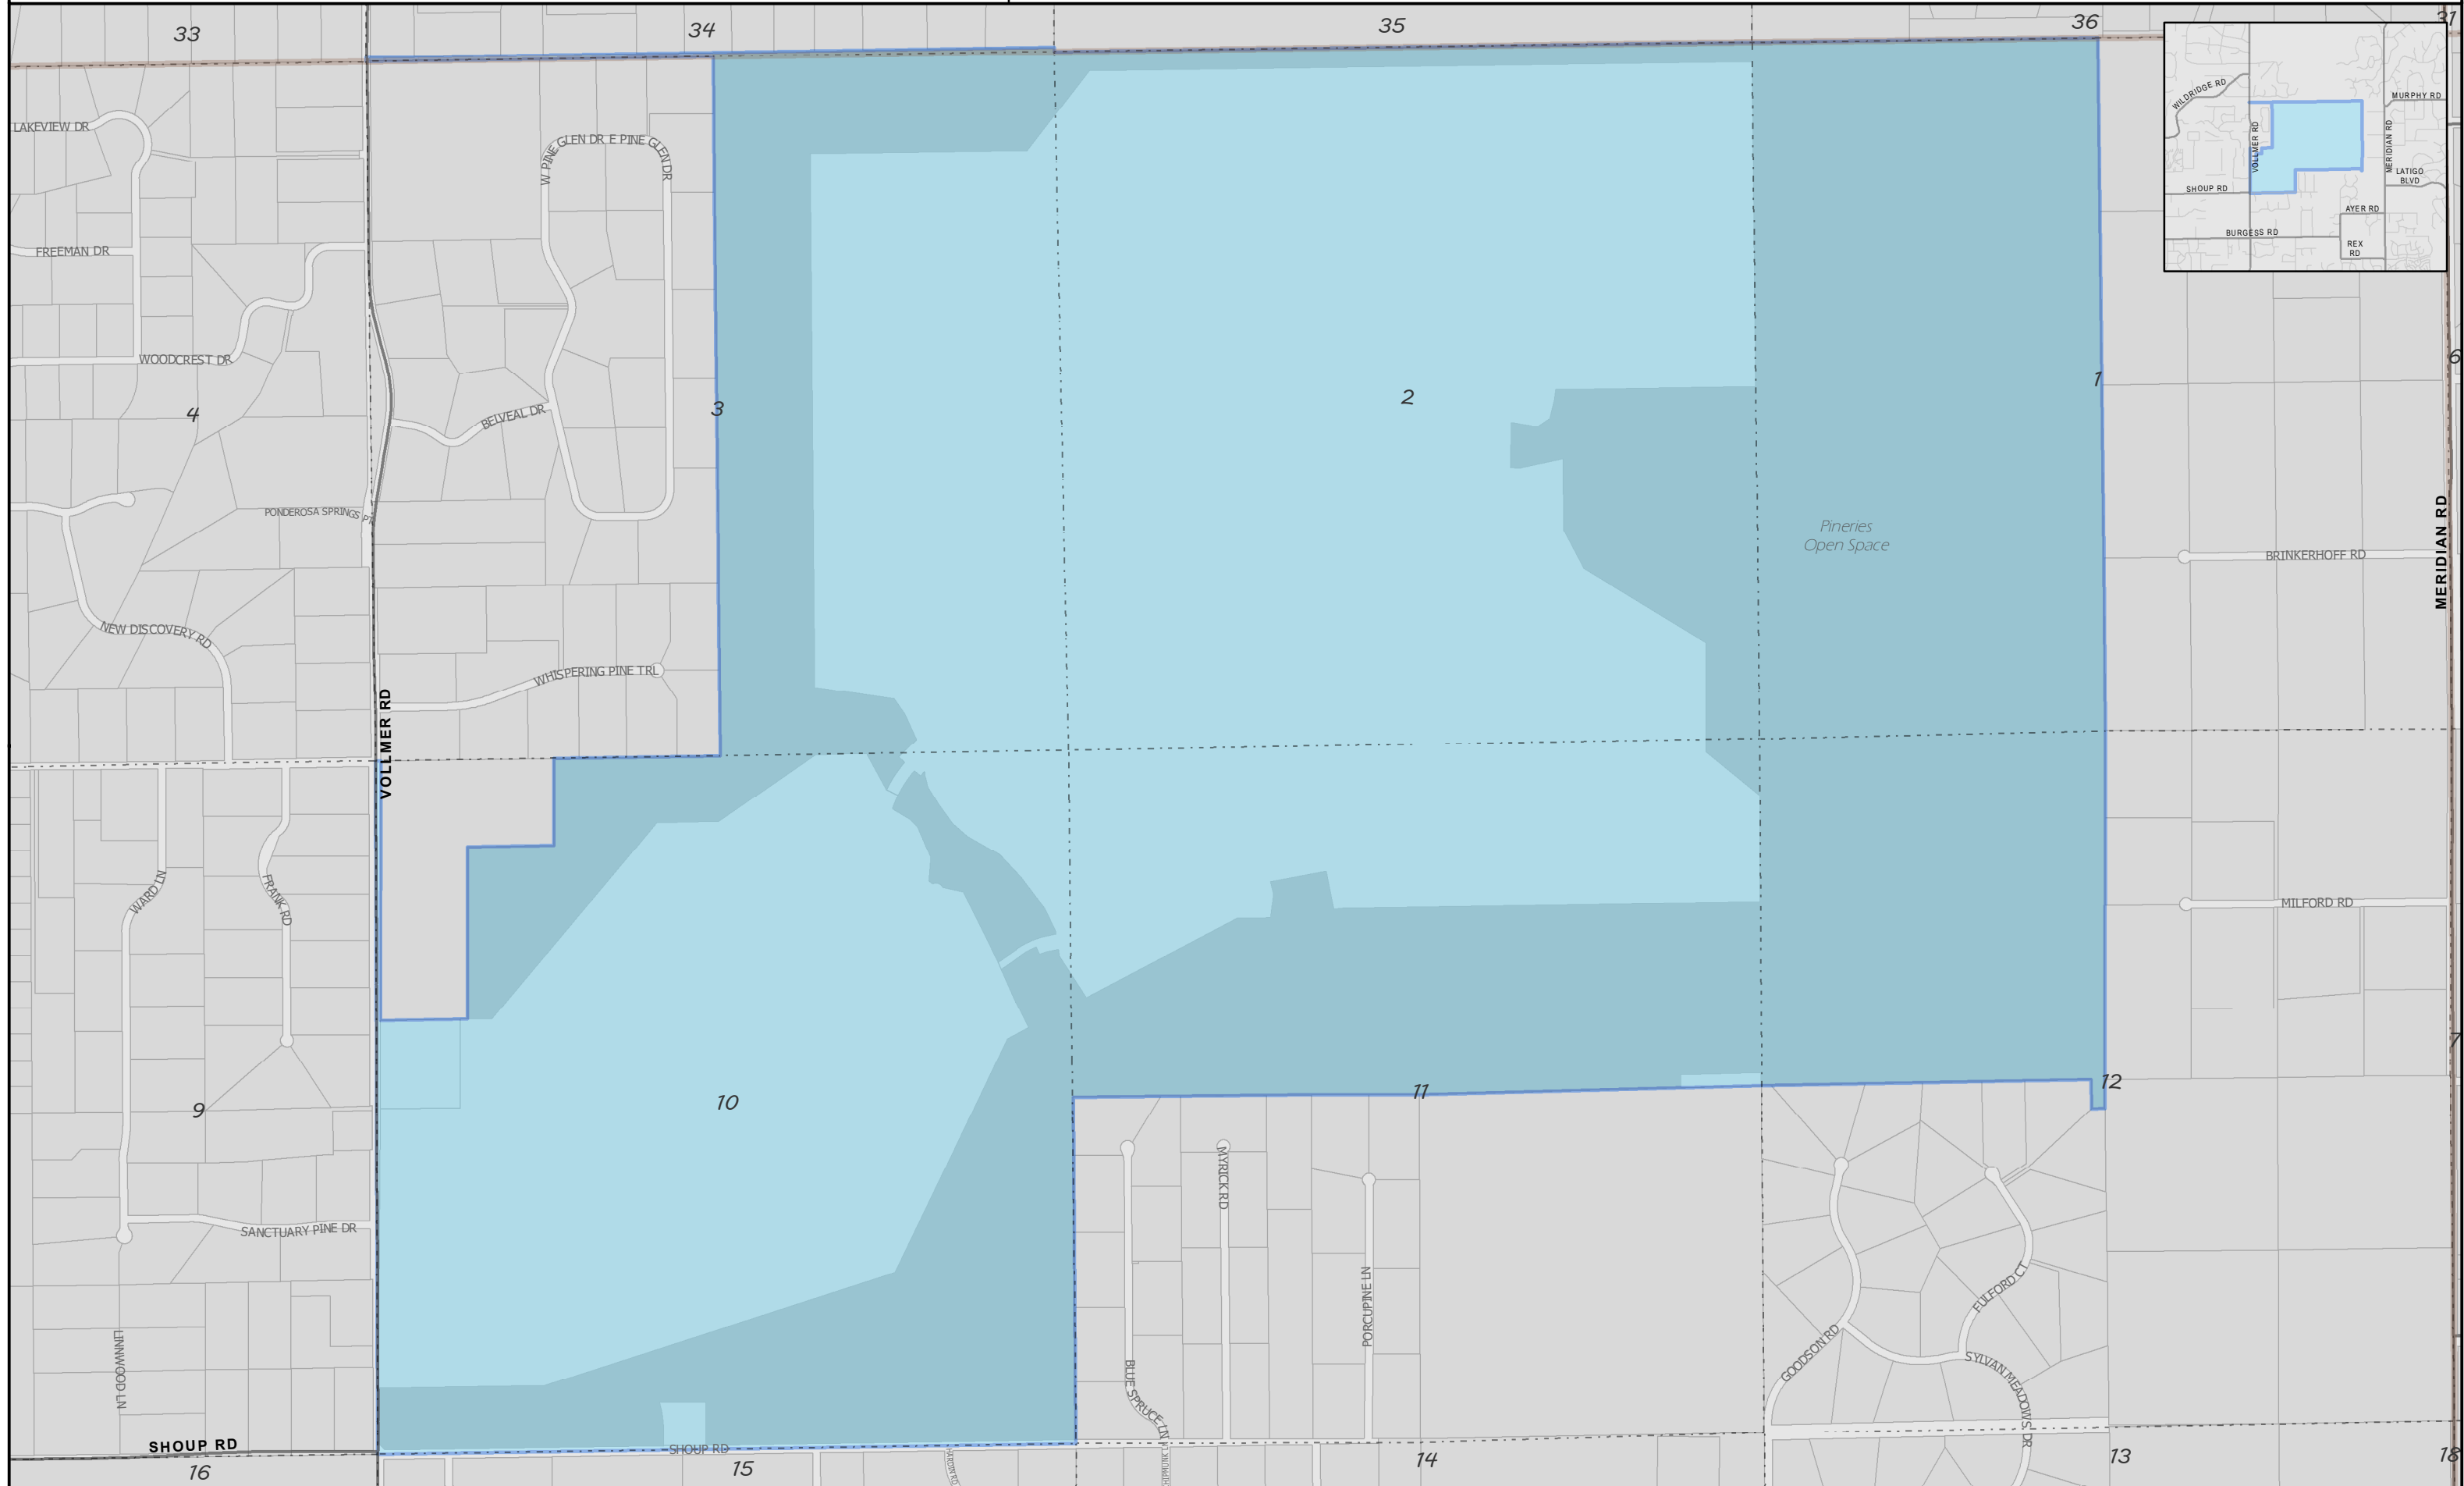 33
34
35
36
31
WILDRIDGE RD
MURPHY RD
VOLLMER RD
MERIDIAN RD
SHOUP RD
LATIGO
BLVD
AYER RD
BURGESS RD
REX
RD
LAKEVIEW DR
W PINE GLEN DR
E PINE GLEN DR
FREEMAN DR
WOODCREST DR
4
BELVEAL DR
3
2
1
6
PONDEROSA SPRINGS PT
Pineries
Open Space
MERIDIAN RD
BRINKERHOFF RD
NEW DISCOVERY RD
WHISPERING PINE TRL
VOLLMER RD
WARD LN
FRANK RD
MILFORD RD
7
9
10
11
12
MYRICK RD
SANCTUARY PINE DR
PORCUPINE LN
FULFORD CT
GOODSON RD
LINNWOOD LN
BLUE SPRUCE LN
SYLVAN MEADOWS DR
SHOUP RD
SHOUP RD
16
15
14
13
18